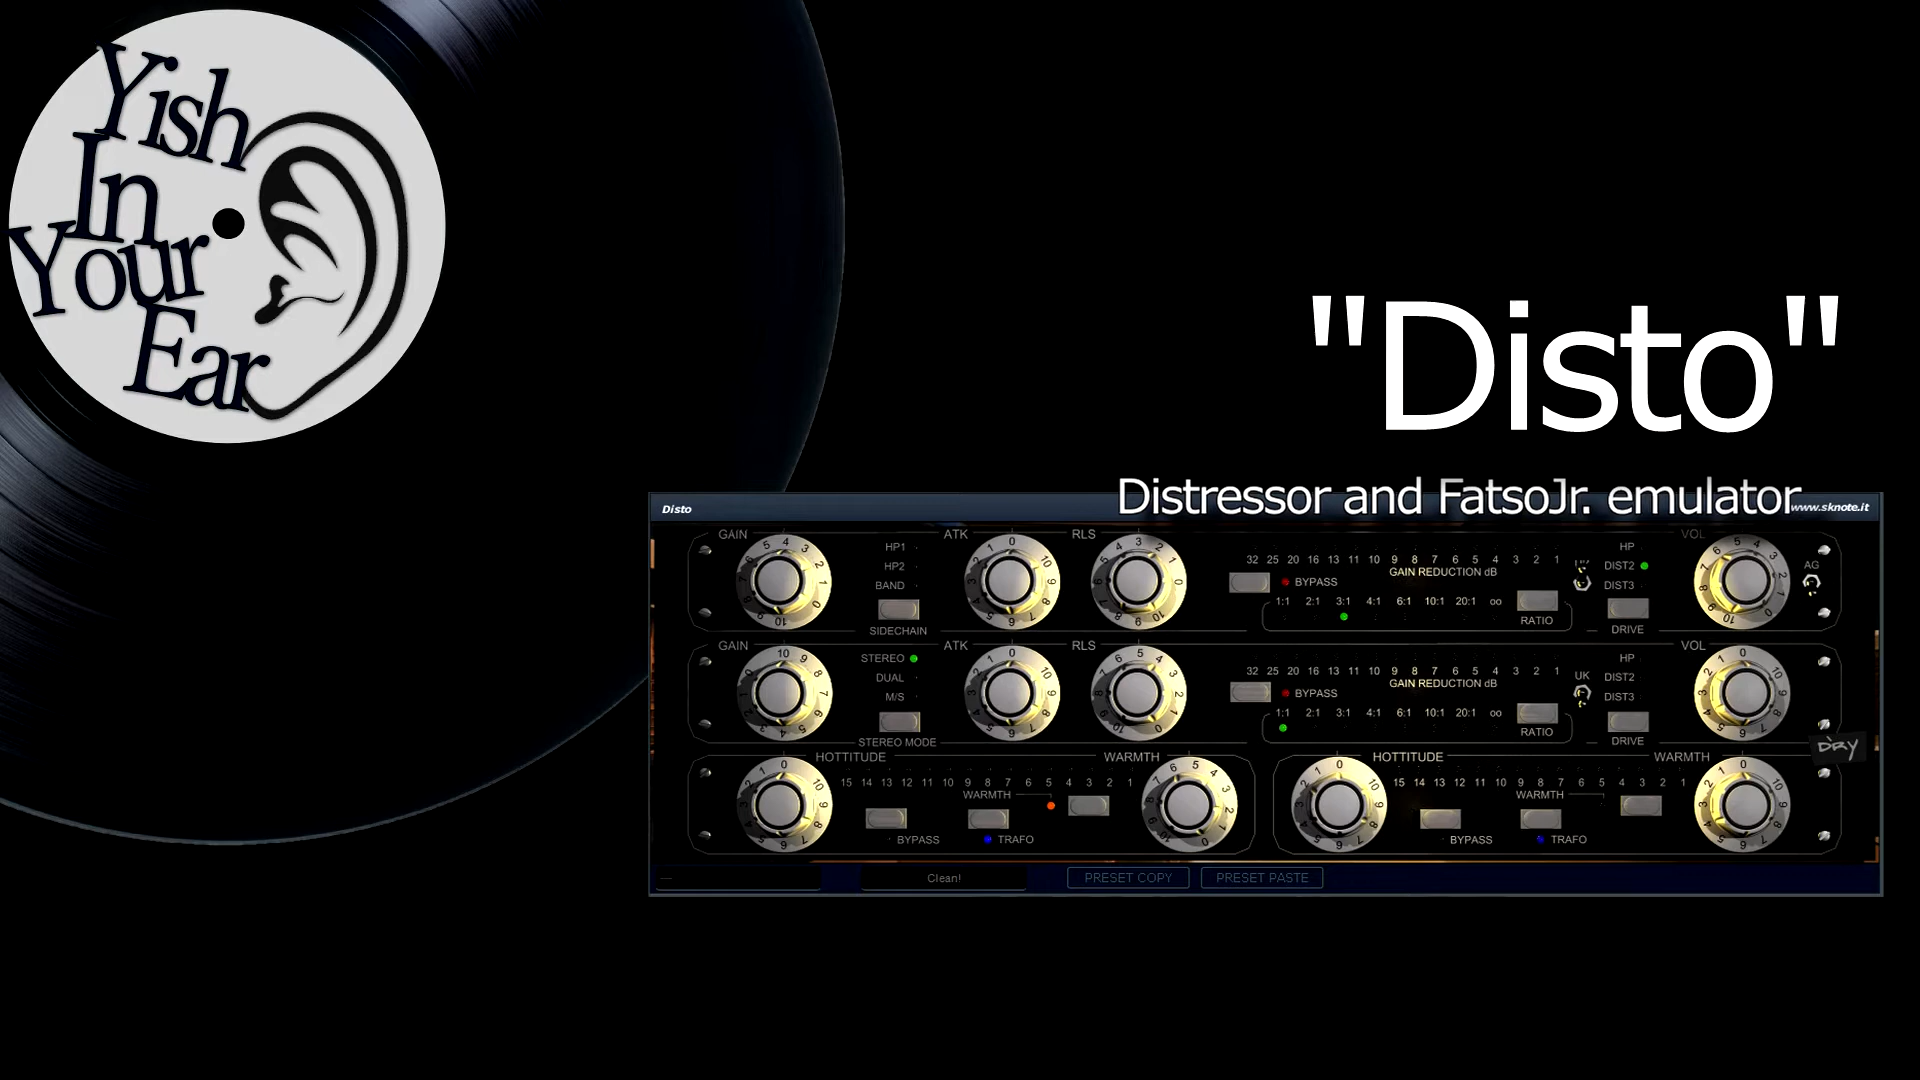 Yish
In
Your
Ear
"Disto"
Distressor and FatsoJr. emulator
Disto
www.sknote.it
GAIN
HP1
HP2
BAND
SIDECHAIN
ATK
RLS
32 25 20 16 13 11 10 9 8 7 6 5 4 3 2 1
GAIN REDUCTION dB
BYPASS
1:1 2:1 3:1 4:1 6:1 10:1 20:1 oo
RATIO
HP
DIST2
DIST3
DRIVE
VOL
AG
GAIN
STEREO
DUAL
M/S
STEREO MODE
ATK
RLS
32 25 20 16 13 11 10 9 8 7 6 5 4 3 2 1
GAIN REDUCTION dB
BYPASS
1:1 2:1 3:1 4:1 6:1 10:1 20:1 oo
RATIO
UK
HP
DIST2
DIST3
DRIVE
VOL
DRY
HOTTITUDE
WARMTH
15 14 13 12 11 10 9 8 7 6 5 4 3 2 1
WARMTH
BYPASS
TRAFO
HOTTITUDE
WARMTH
15 14 13 12 11 10 9 8 7 6 5 4 3 2 1
WARMTH
BYPASS
TRAFO
Clean!
PRESET COPY
PRESET PASTE